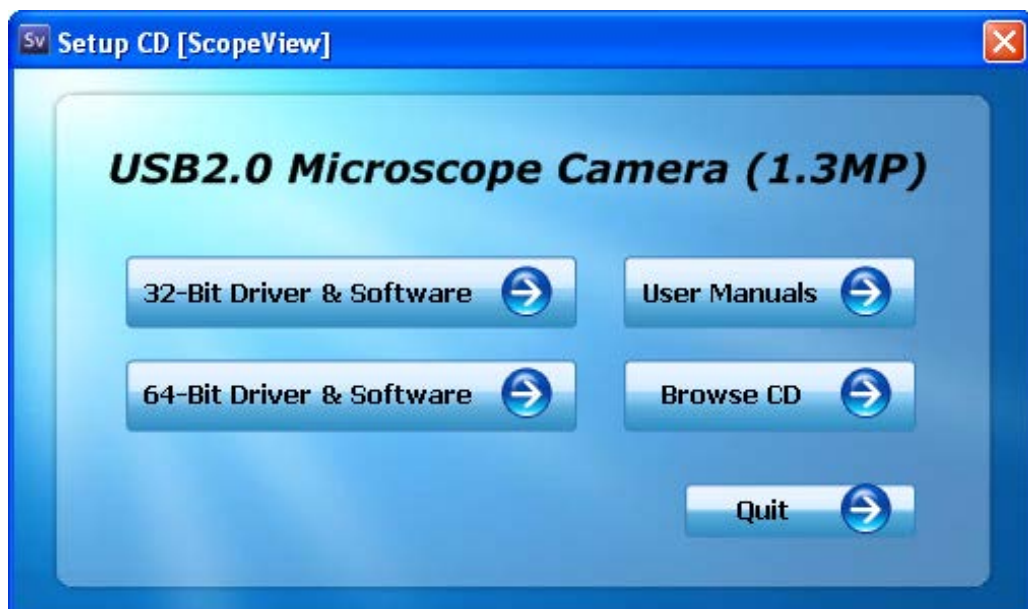 Sv Setup CD [ScopeView]
USB2.0 Microscope Camera (1.3MP)
32-Bit Driver & Software
User Manuals
64-Bit Driver & Software
Browse CD
Quit